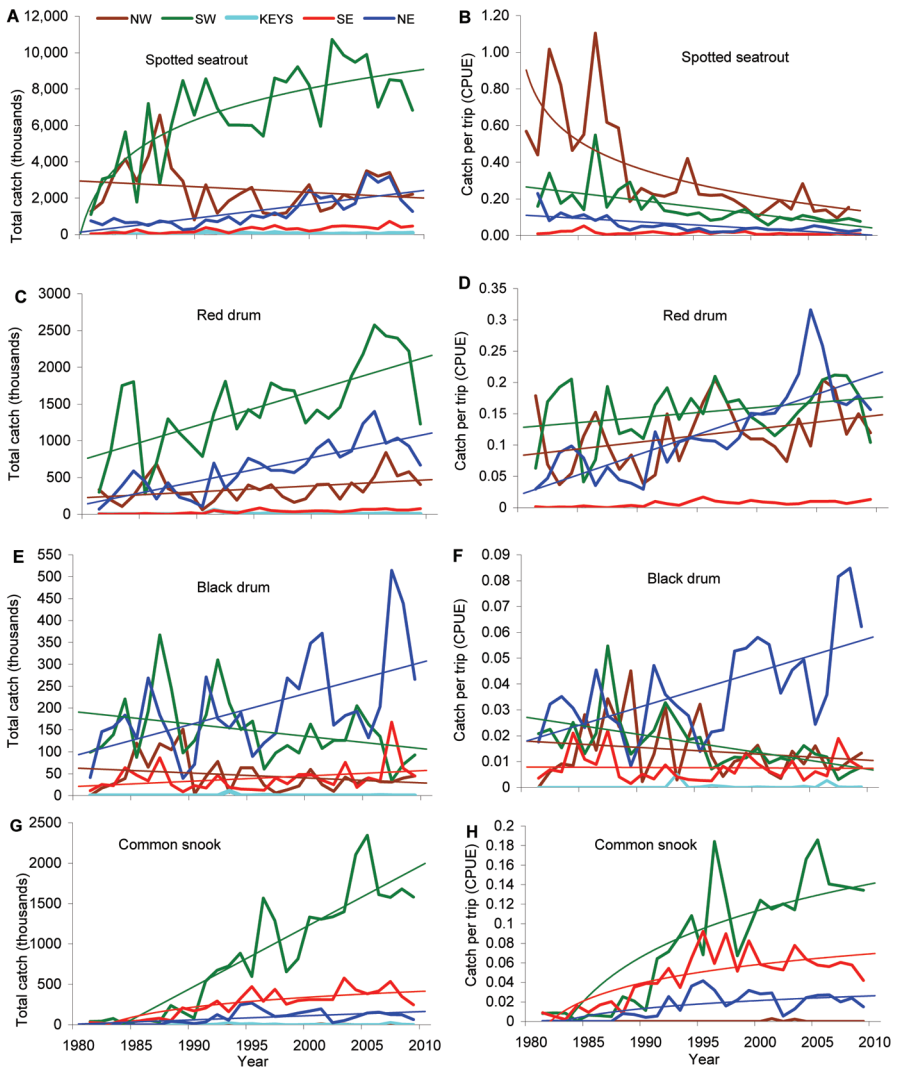 A
NW SW KEYS SE NE
Spotted seatrout
Total catch (thousands)
12,000
10,000
8,000
6,000
4,000
2,000
0
B
Spotted seatrout
Catch per trip (CPUE)
1.20
1.00
0.80
0.60
0.40
0.20
0.00
C
Red drum
Total catch (thousands)
3000
2500
2000
1500
1000
500
0
D
Red drum
Catch per trip (CPUE)
0.35
0.3
0.25
0.2
0.15
0.1
0.05
0
E
Black drum
Total catch (thousands)
550
500
450
400
350
300
250
200
150
100
50
0
F
Black drum
Catch per trip (CPUE)
0.09
0.08
0.07
0.06
0.05
0.04
0.03
0.02
0.01
0
G
Common snook
Total catch (thousands)
2500
2000
1500
1000
500
0
1980 1985 1990 1995 2000 2005 2010
Year
H
Common snook
Catch per trip (CPUE)
0.2
0.18
0.16
0.14
0.12
0.1
0.08
0.06
0.04
0.02
0
1980 1985 1990 1995 2000 2005 2010
Year